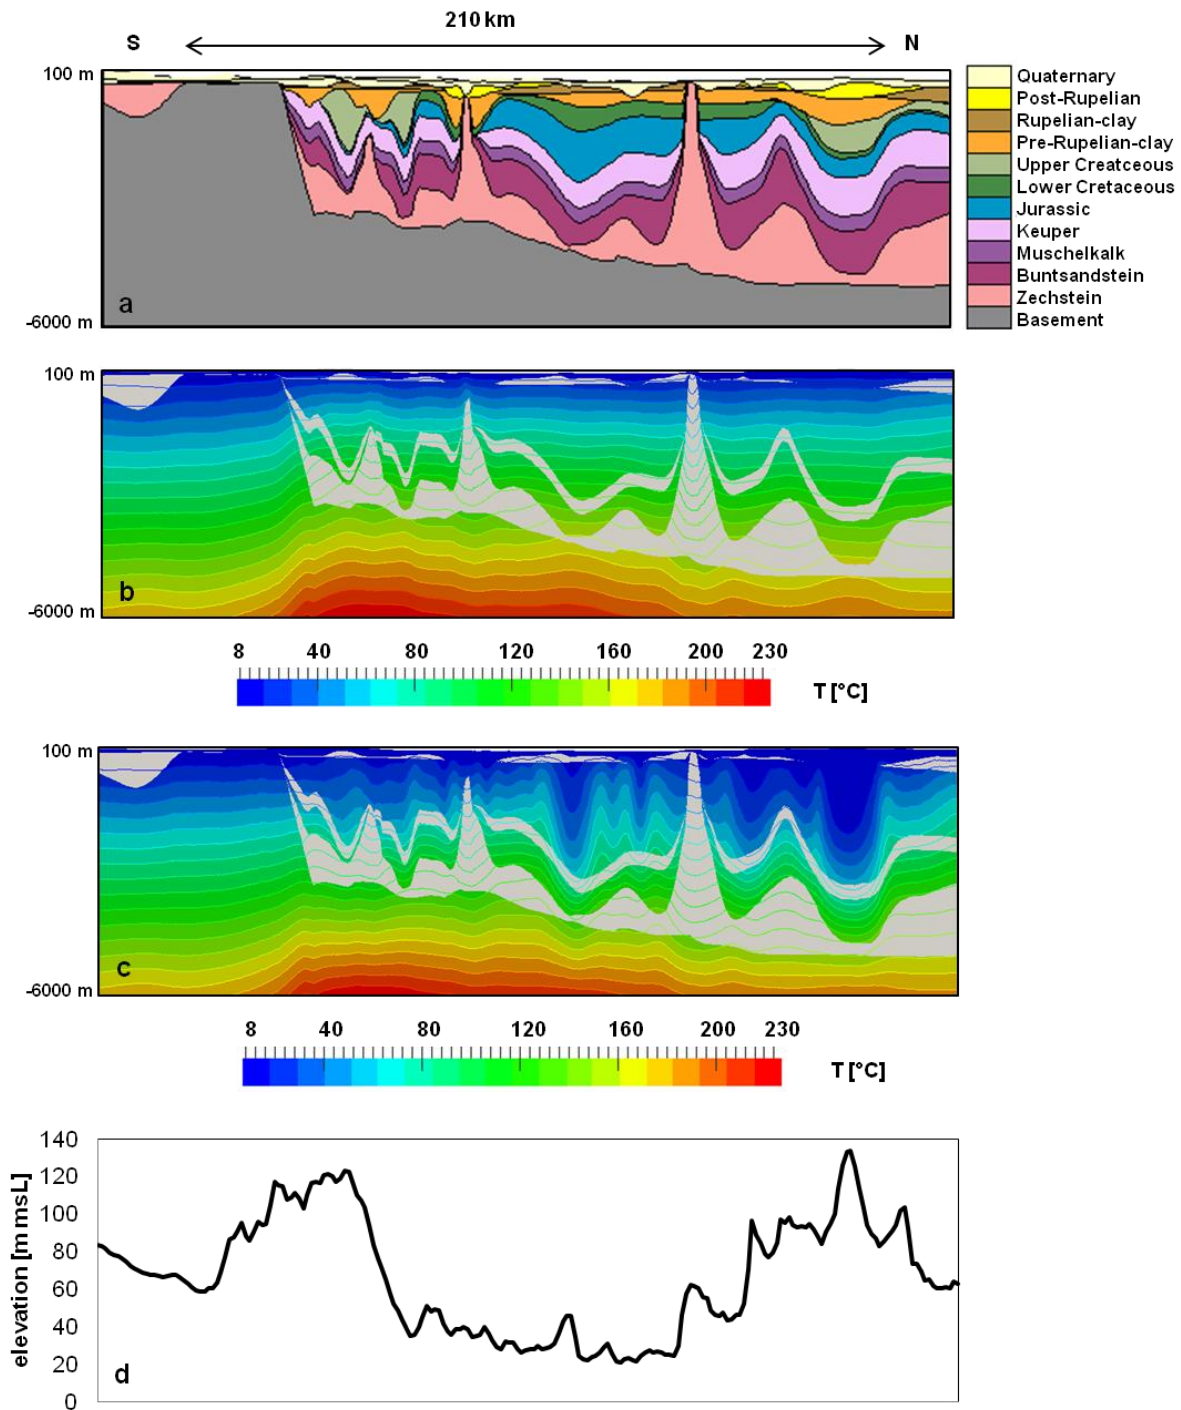 210 km
S
N
100 m
-6000 m
a
Quaternary
Post-Rupelian
Rupelian-clay
Pre-Rupelian-clay
Upper Creatceous
Lower Cretaceous
Jurassic
Keuper
Muschelkalk
Buntsandstein
Zechstein
Basement
100 m
b
-6000 m
8 40 80 120 160 200 230
T [°C]
100 m
c
-6000 m
8 40 80 120 160 200 230
T [°C]
elevation [m msL]
140
120
100
80
60
40
20
0
d